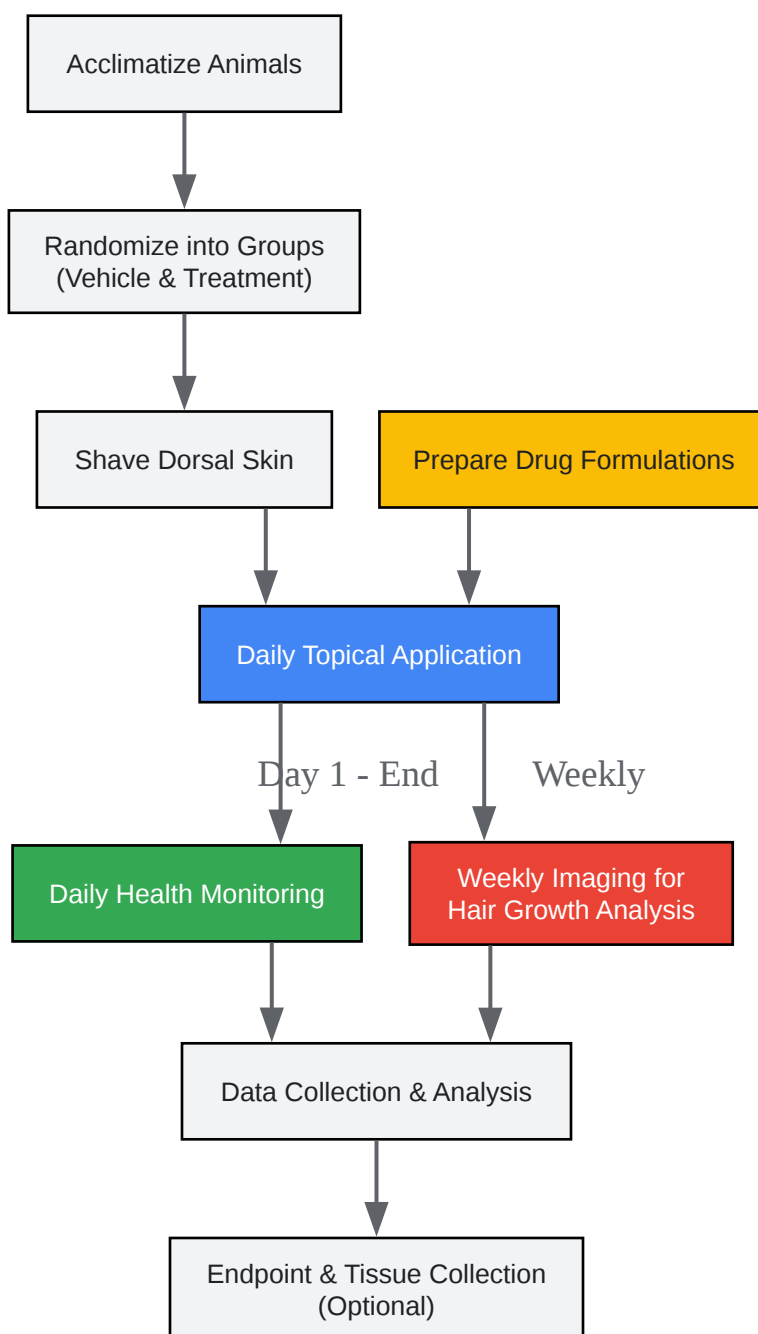 Acclimatize Animals
Randomize into Groups
(Vehicle & Treatment)
Shave Dorsal Skin
Prepare Drug Formulations
Daily Topical Application
Day 1 - End
Weekly
Daily Health Monitoring
Weekly Imaging for
Hair Growth Analysis
Data Collection & Analysis
Endpoint & Tissue Collection
(Optional)